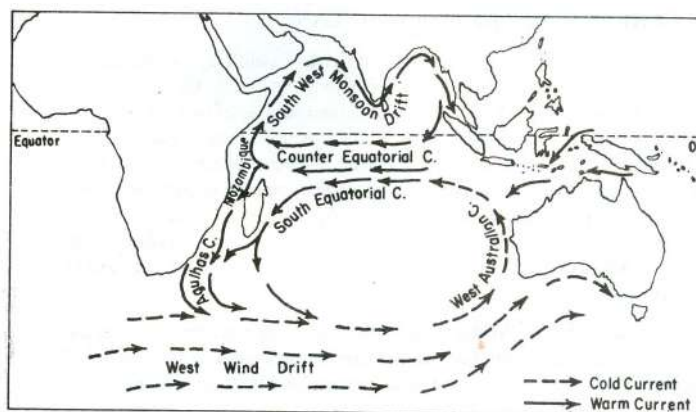 South West Monsoon Drift
Equator
O
Counter Equatorial C.
Mozambique
South Equatorial C.
Aqulhas C.
West Australian C.
West Wind Drift
Cold Current
Warm Current